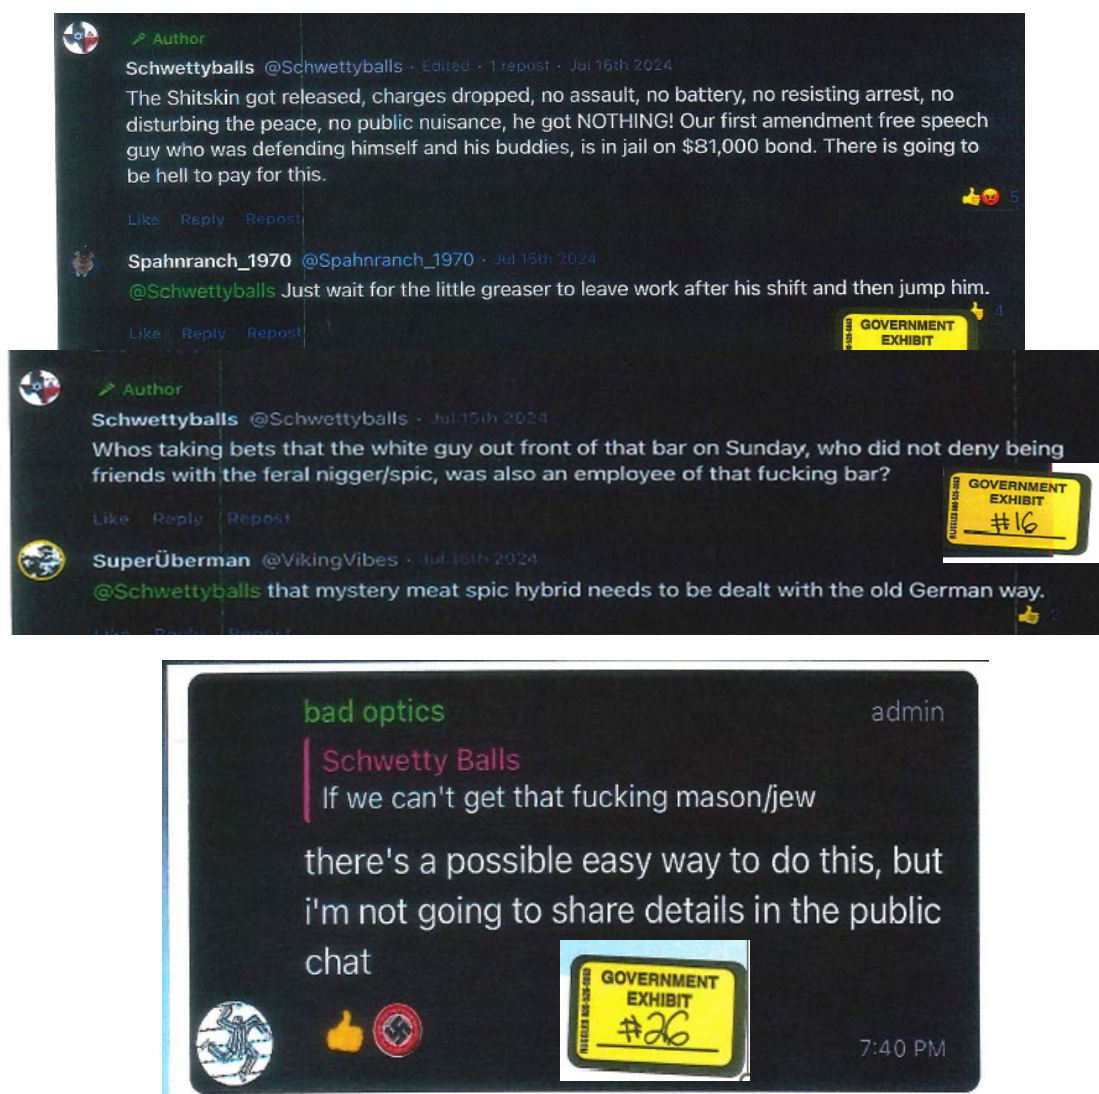 Author
Schwettyballs @Schwettyballs · Edited · 1 repost · Jul 16th 2024
The Shitskin got released, charges dropped, no assault, no battery, no resisting arrest, no
disturbing the peace, no public nuisance, he got NOTHING! Our first amendment free speech
guy who was defending himself and his buddies, is in jail on $81,000 bond. There is going to
be hell to pay for this.
5
Like Reply Repost
Spahnranch_1970 @Spahnranch_1970 · Jul 15th 2024
@Schwettyballs Just wait for the little greaser to leave work after his shift and then jump him.
4
Like Reply Repost
GOVERNMENT
EXHIBIT
Author
Schwettyballs @Schwettyballs · Jul 15th 2024
Whos taking bets that the white guy out front of that bar on Sunday, who did not deny being
friends with the feral nigger/spic, was also an employee of that fucking bar?
Like Reply Repost
GOVERNMENT
EXHIBIT
#16
SuperÜberman @VikingVibes · Jul 16th 2024
@Schwettyballs that mystery meat spic hybrid needs to be dealt with the old German way.
2
Like Reply Repost
bad optics admin
Schwetty Balls
If we can't get that fucking mason/jew
there's a possible easy way to do this, but
i'm not going to share details in the public
chat
GOVERNMENT
EXHIBIT
#26
7:40 PM